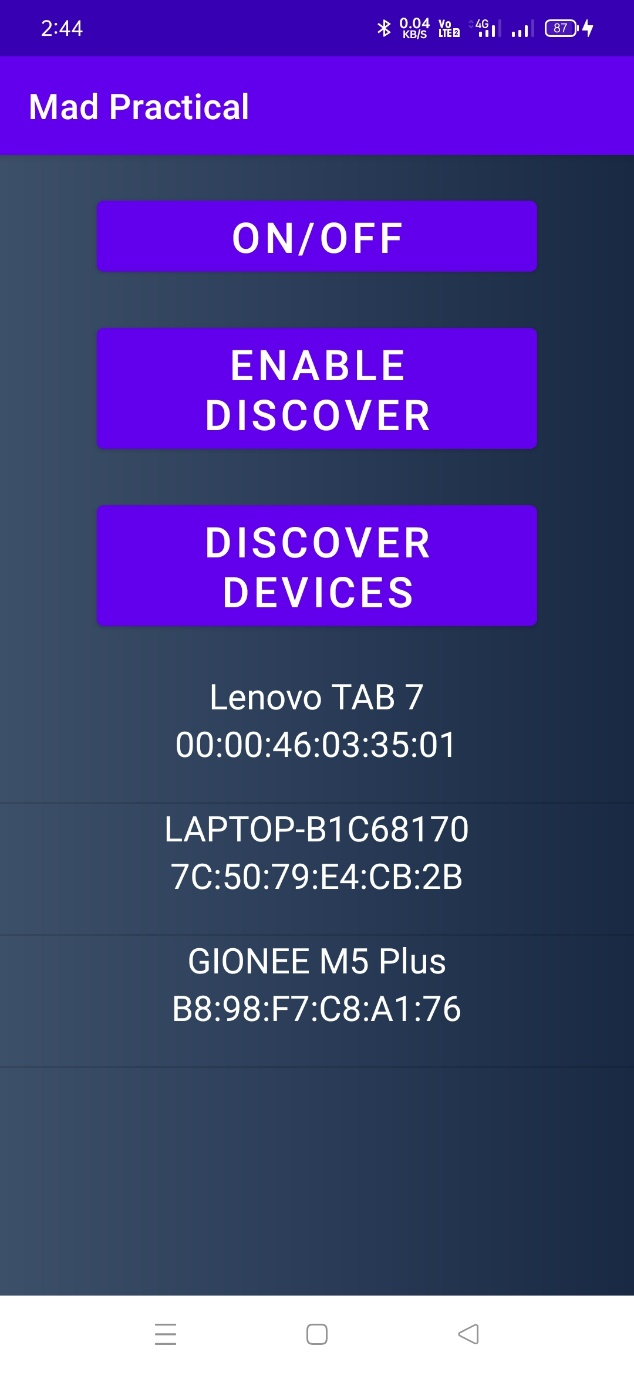 2:44
0.04
KB/S
Vo
LTE2
4G
87
Mad Practical
ON/OFF
ENABLE
DISCOVER
DISCOVER
DEVICES
Lenovo TAB 7
00:00:46:03:35:01
LAPTOP-B1C68170
7C:50:79:E4:CB:2B
GIONEE M5 Plus
B8:98:F7:C8:A1:76